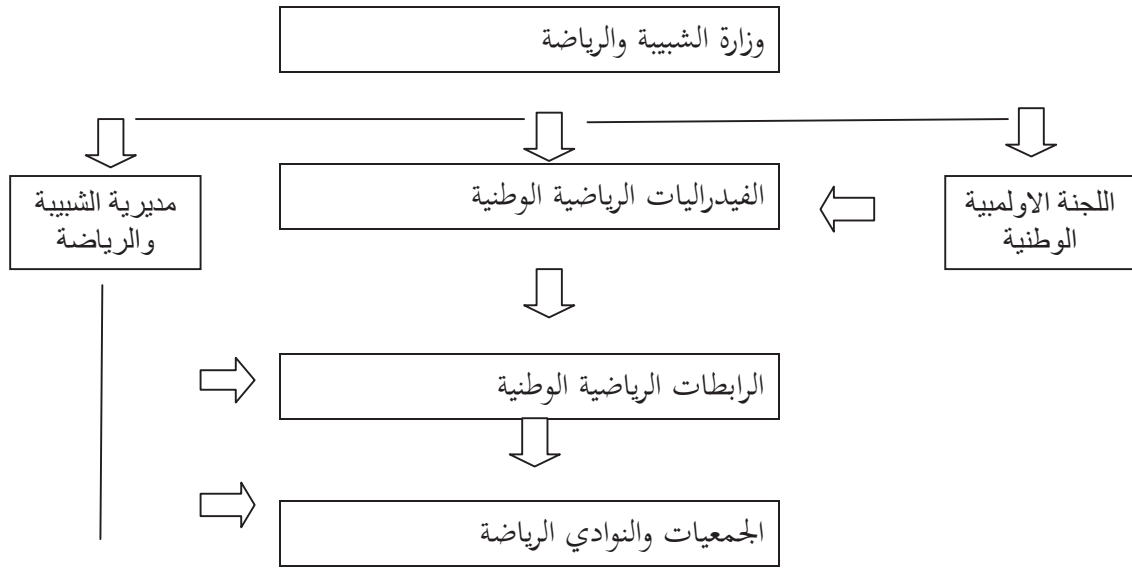 وزارة الشبيبة والرياضة
الفيدراليات الرياضية الوطنية
اللجنة الاولمبية
الوطنية
مديرية الشبيبة
والرياضة
الرابطات الرياضية الوطنية
الجمعيات والنوادي الرياضة